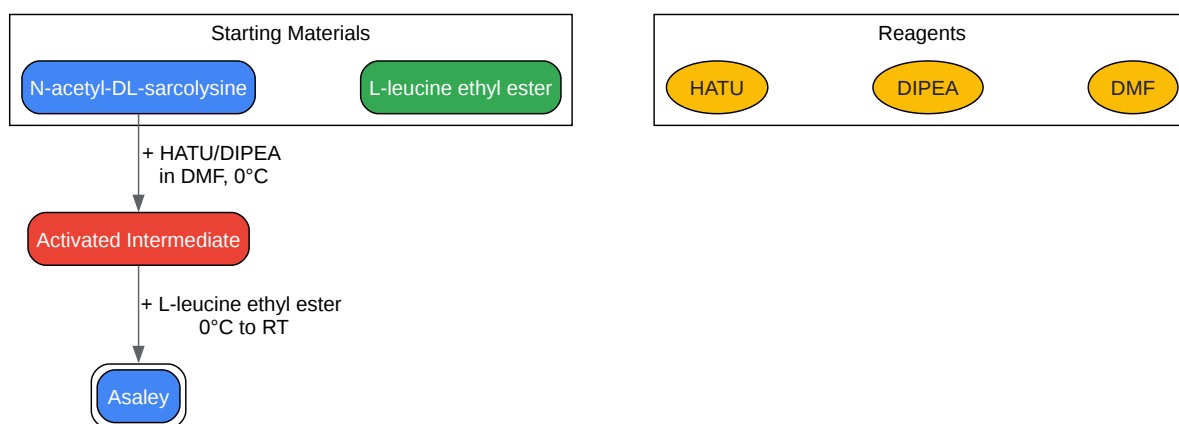 Starting Materials
N-acetyl-DL-sarcolysine
L-leucine ethyl ester
Reagents
HATU
DIPEA
DMF
+ HATU/DIPEA
in DMF, 0°C
Activated Intermediate
+ L-leucine ethyl ester
0°C to RT
Asaley